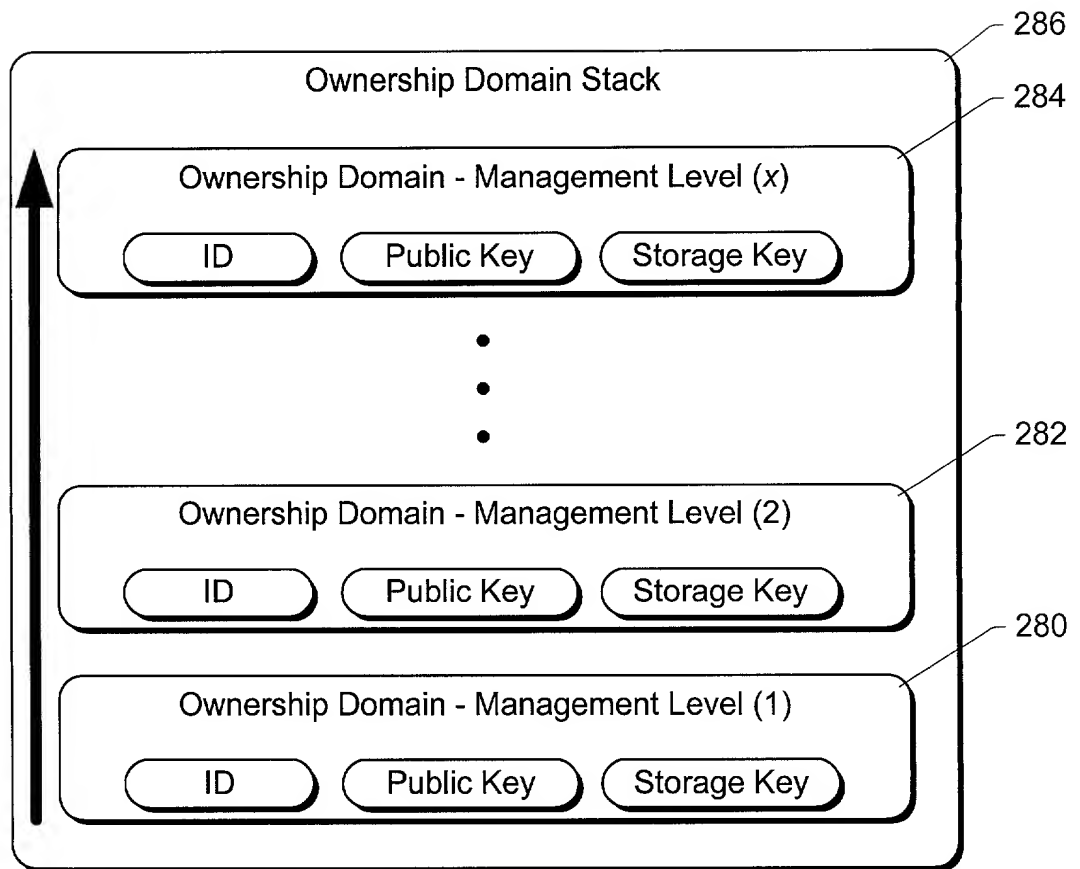 286
Ownership Domain Stack
284
Ownership Domain - Management Level (x)
ID Public Key Storage Key
282
Ownership Domain - Management Level (2)
ID Public Key Storage Key
280
Ownership Domain - Management Level (1)
ID Public Key Storage Key